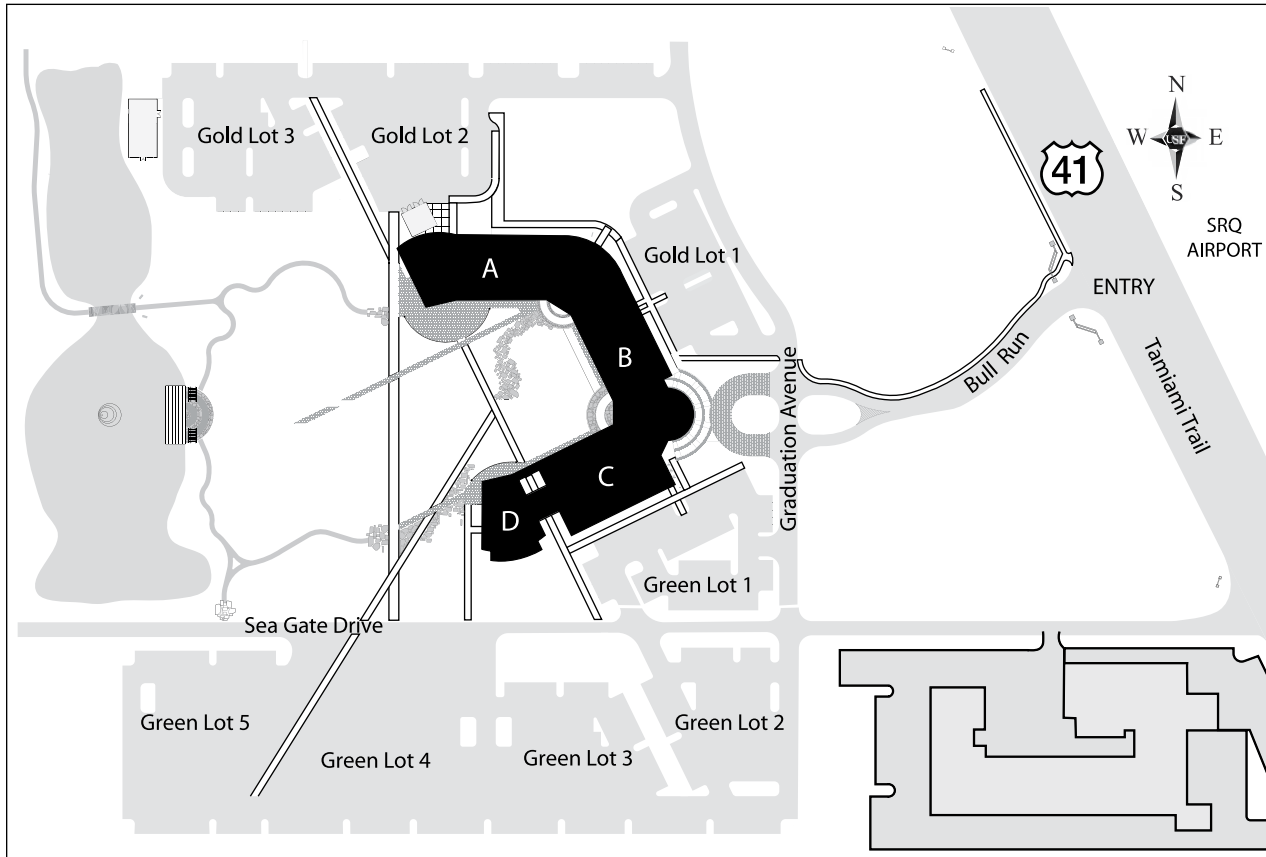 N
W
USF
E
S
41
SRQ
AIRPORT
ENTRY
Gold Lot 3
Gold Lot 2
Gold Lot 1
A
B
C
D
Bull Run
Tamiami Trail
Graduation Avenue
Green Lot 1
Sea Gate Drive
Green Lot 5
Green Lot 4
Green Lot 3
Green Lot 2